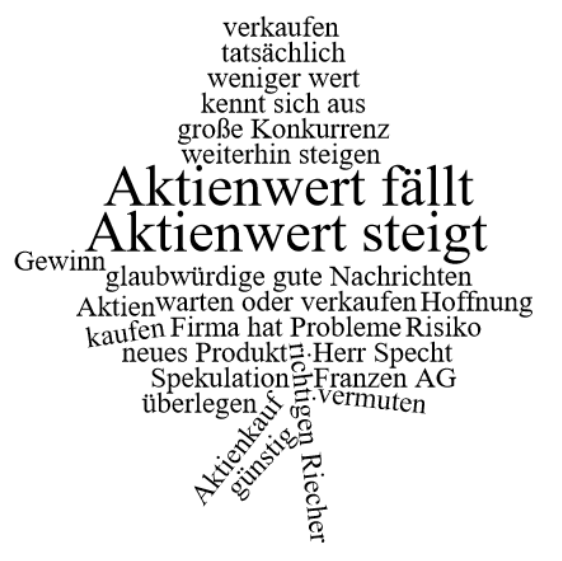 verkaufen
tatsächlich
weniger wert
kennt sich aus
große Konkurrenz
weiterhin steigen
Aktienwert fällt
Aktienwert steigt
Gewinn
glaubwürdige gute Nachrichten
Aktien warten oder verkaufen Hoffnung
kaufen Firma hat Probleme Risiko
neues Produkt Herr Specht
Spekulation Franzen AG
überlegen vermuten
richtigen Riecher
Aktienkauf
günstig